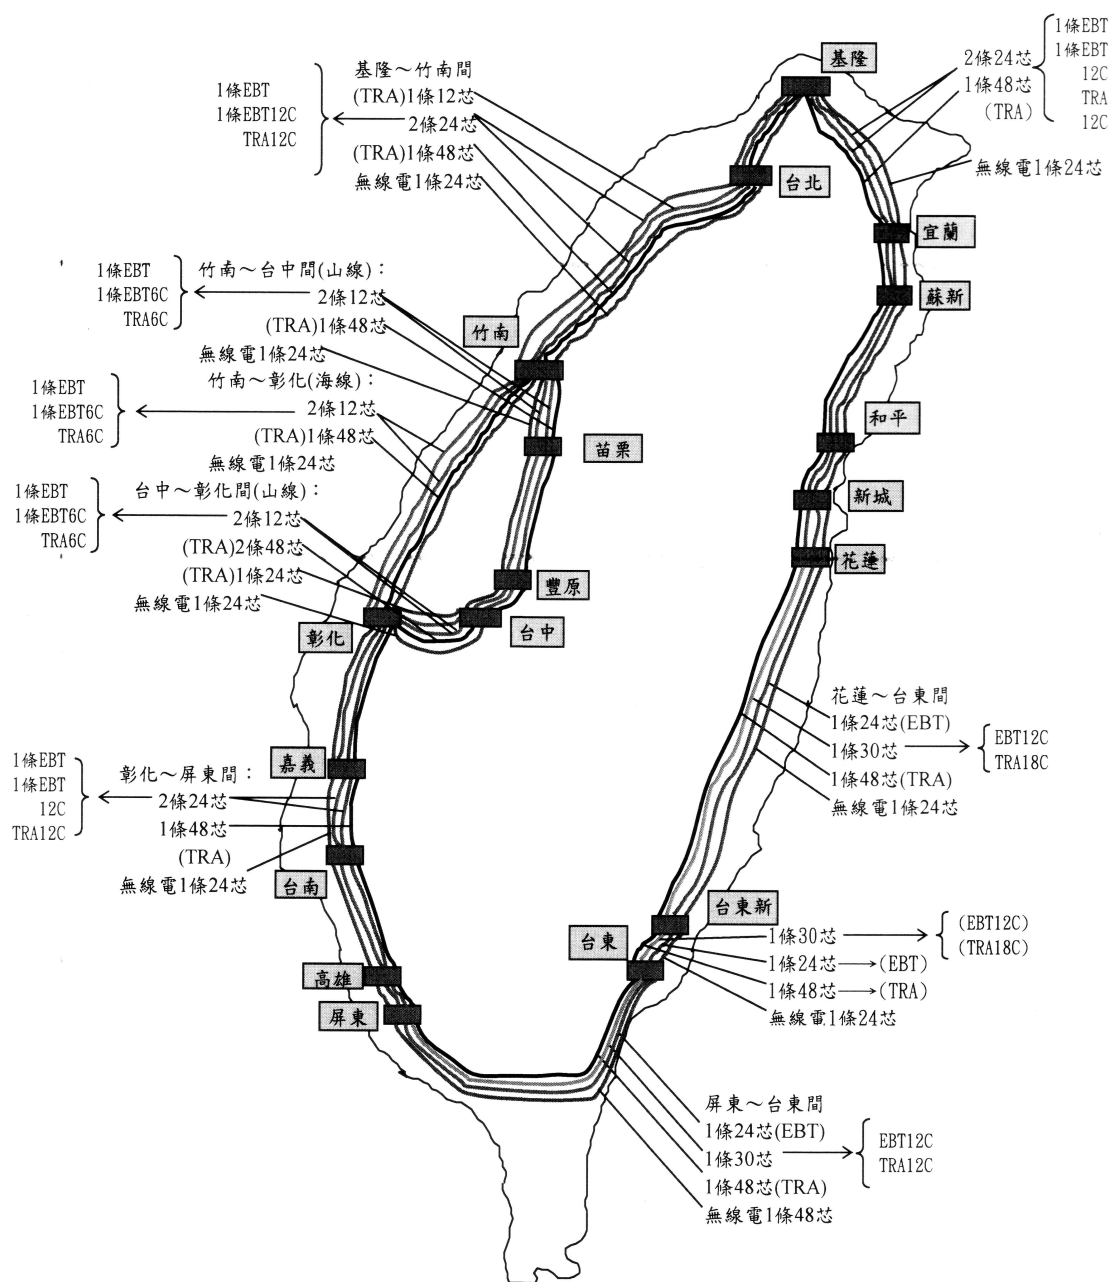 基隆
2條24芯
1條48芯
(TRA)
1條EBT
1條EBT
12C
TRA
12C
無線電1條24芯
基隆～竹南間
(TRA)1條12芯
2條24芯
(TRA)1條48芯
無線電1條24芯
1條EBT
1條EBT12C
TRA12C
台北
宜蘭
蘇新
竹南～台中間(山線)：
2條12芯
(TRA)1條48芯
無線電1條24芯
1條EBT
1條EBT6C
TRA6C
竹南
竹南～彰化(海線)：
2條12芯
(TRA)1條48芯
無線電1條24芯
1條EBT
1條EBT6C
TRA6C
和平
苗栗
台中～彰化間(山線)：
2條12芯
(TRA)2條48芯
(TRA)1條24芯
無線電1條24芯
1條EBT
1條EBT6C
TRA6C
新城
花蓮
豐原
台中
彰化
花蓮～台東間
1條24芯(EBT)
1條30芯
1條48芯(TRA)
無線電1條24芯
EBT12C
TRA18C
嘉義
彰化～屏東間：
2條24芯
1條48芯
(TRA)
無線電1條24芯
1條EBT
1條EBT
12C
TRA12C
台南
台東新
台東
1條30芯
1條24芯→(EBT)
1條48芯→(TRA)
無線電1條24芯
(EBT12C)
(TRA18C)
高雄
屏東
屏東～台東間
1條24芯(EBT)
1條30芯
1條48芯(TRA)
無線電1條48芯
EBT12C
TRA12C